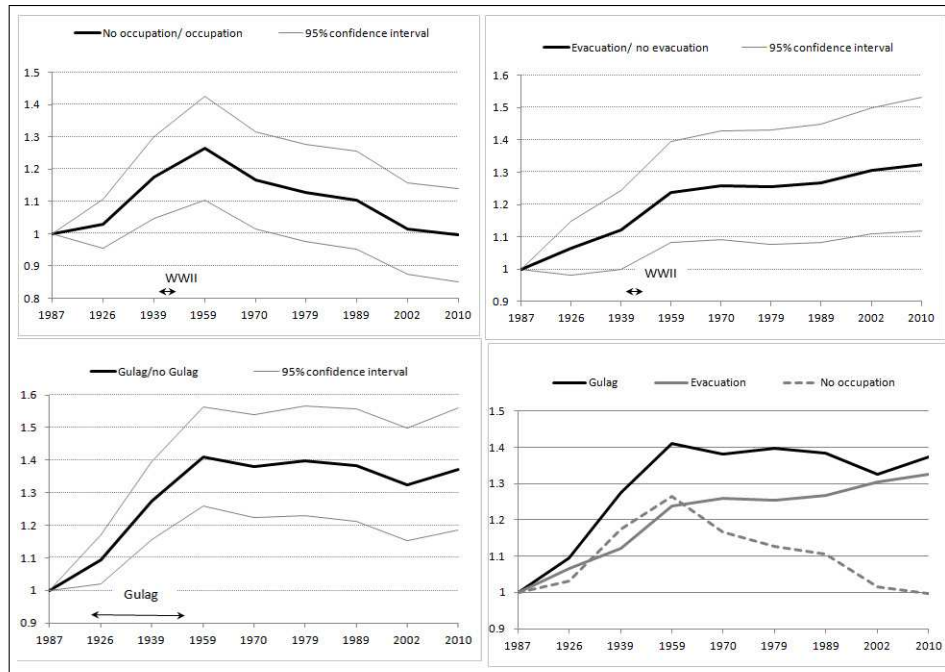 No occupation/ occupation 95% confidence interval
1.5
1.4
1.3
1.2
1.1
1
0.9
0.8
WWII
1987 1926 1939 1959 1970 1979 1989 2002 2010
Evacuation/ no evacuation 95% confidence interval
1.6
1.5
1.4
1.3
1.2
1.1
1
0.9
WWII
1987 1926 1939 1959 1970 1979 1989 2002 2010
Gulag/no Gulag 95% confidence interval
1.6
1.5
1.4
1.3
1.2
1.1
1
0.9
Gulag
1987 1926 1939 1959 1970 1979 1989 2002 2010
Gulag Evacuation No occupation
1.5
1.4
1.3
1.2
1.1
1
0.9
1987 1926 1939 1959 1970 1979 1989 2002 2010